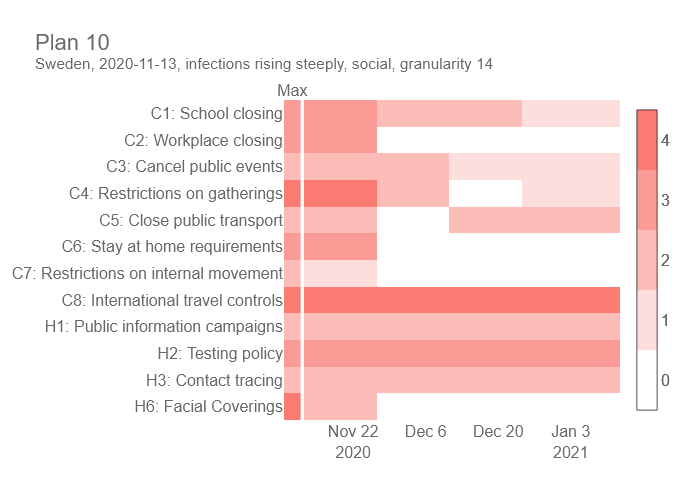 Plan 10
Sweden, 2020-11-13, infections rising steeply, social, granularity 14
Max
C1: School closing
C2: Workplace closing
C3: Cancel public events
C4: Restrictions on gatherings
C5: Close public transport
C6: Stay at home requirements
C7: Restrictions on internal movement
C8: International travel controls
H1: Public information campaigns
H2: Testing policy
H3: Contact tracing
H6: Facial Coverings
Nov 22 Dec 6 Dec 20 Jan 3
2020 2021
4
3
2
1
0